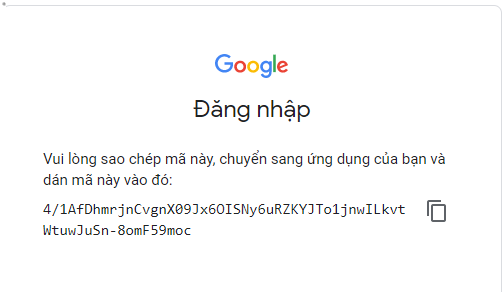 Google
Đăng nhập
Vui lòng sao chép mã này, chuyển sang ứng dụng của bạn và
dán mã này vào đó:
4/1AfDhmrjnCvgnX09Jx6OISNy6uRZKYJTo1jnwILkvt
WtuwJuSn-8omF59moc